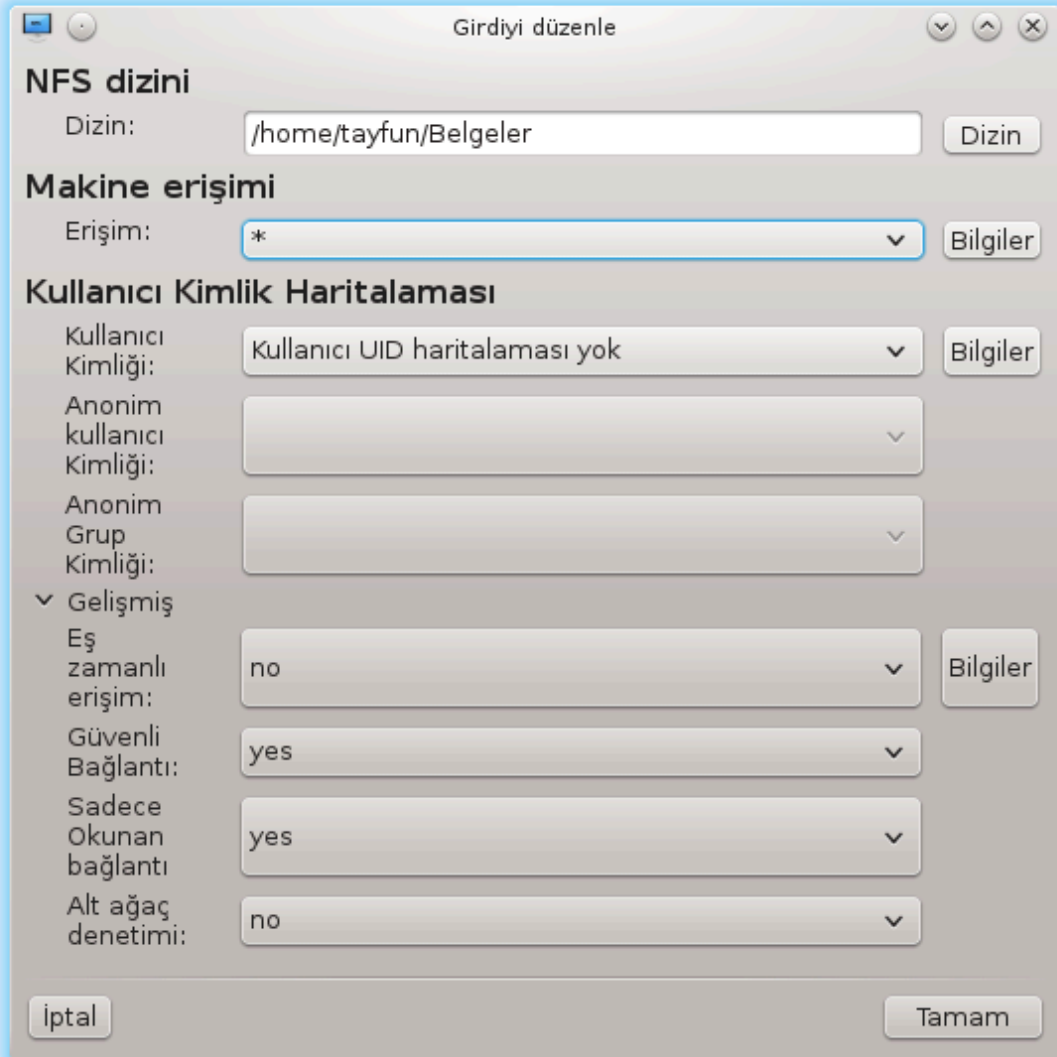 Girdiyi düzenle
NFS dizini
Dizin: /home/tayfun/Belgeler Dizin
Makine erişimi
Erişim: * Bilgiler
Kullanıcı Kimlik Haritalaması
Kullanıcı
Kimliği: Kullanıcı UID haritalaması yok Bilgiler
Anonim
kullanıcı
Kimliği:
Anonim
Grup
Kimliği:
Gelişmiş
Eş
zamanlı
erişim: no Bilgiler
Güvenli
Bağlantı: yes
Sadece
Okunan
bağlantı yes
Alt ağaç
denetimi: no
İptal Tamam